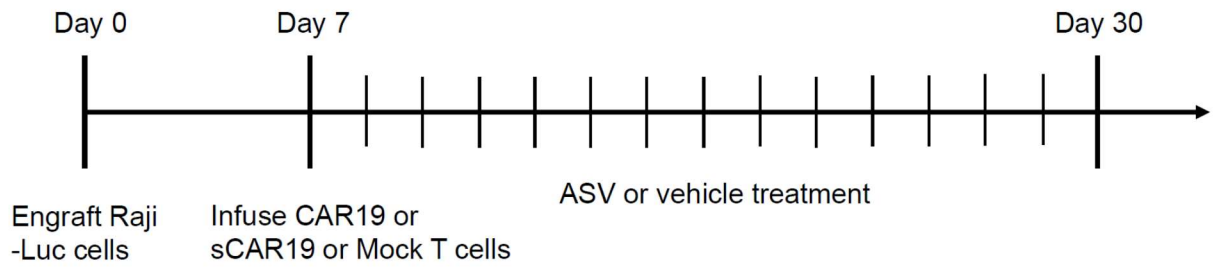 Day 0
Day 7
Day 30
ASV or vehicle treatment
Engraft Raji
-Luc cells
Infuse CAR19 or
sCAR19 or Mock T cells